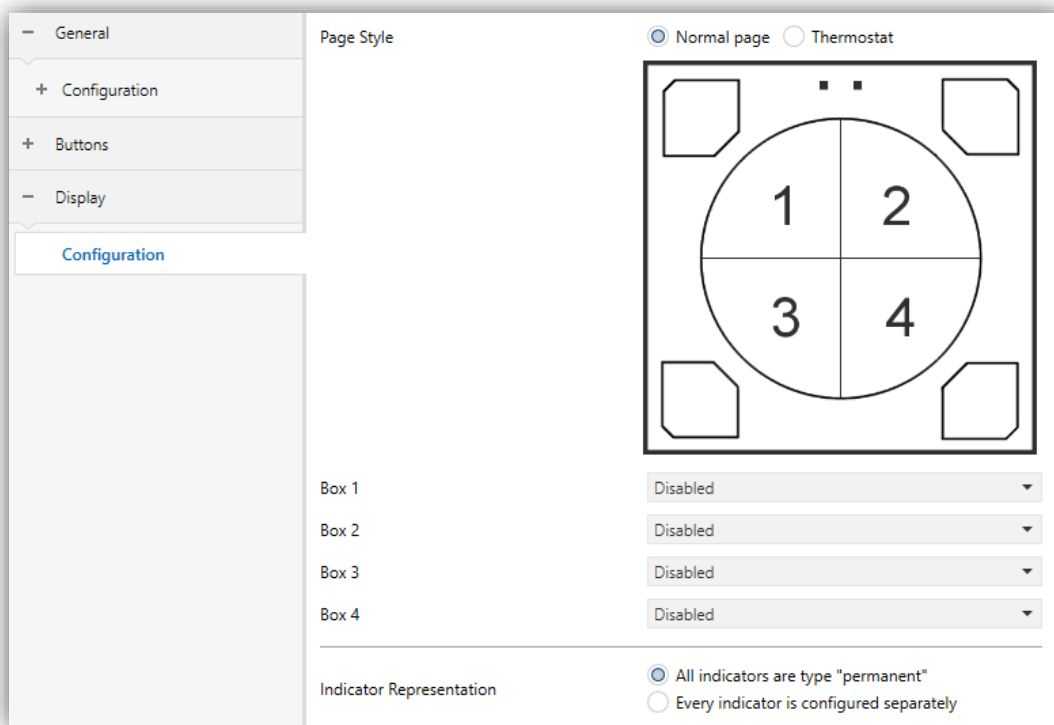 General
Configuration
Buttons
Display
Configuration
Page Style
Normal page Thermostat
1 2
3 4
Box 1 Disabled
Box 2 Disabled
Box 3 Disabled
Box 4 Disabled
Indicator Representation
All indicators are type "permanent"
Every indicator is configured separately